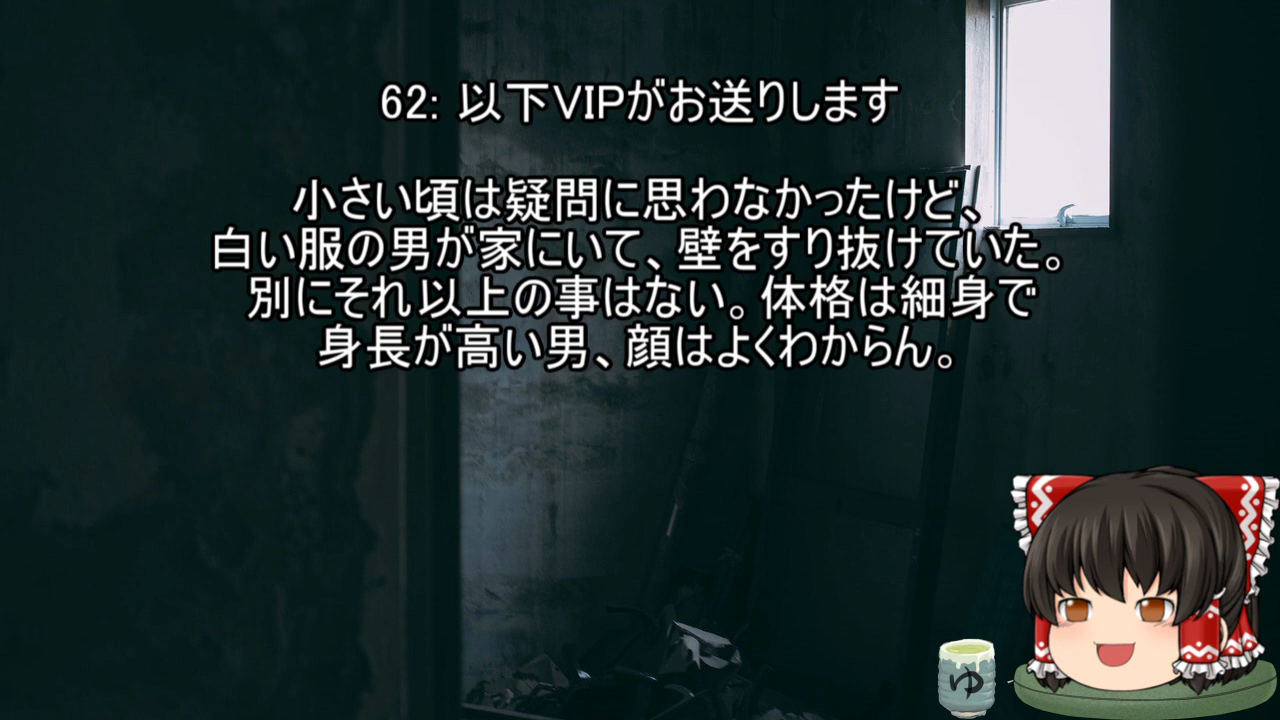 62: 以下VIPがお送りします
小さい頃は疑問に思わなかったけど、
白い服の男が家にいて、壁をすり抜けていた。
別にそれ以上の事はない。体格は細身で
身長が高い男、顔はよくわからん。
ゆ